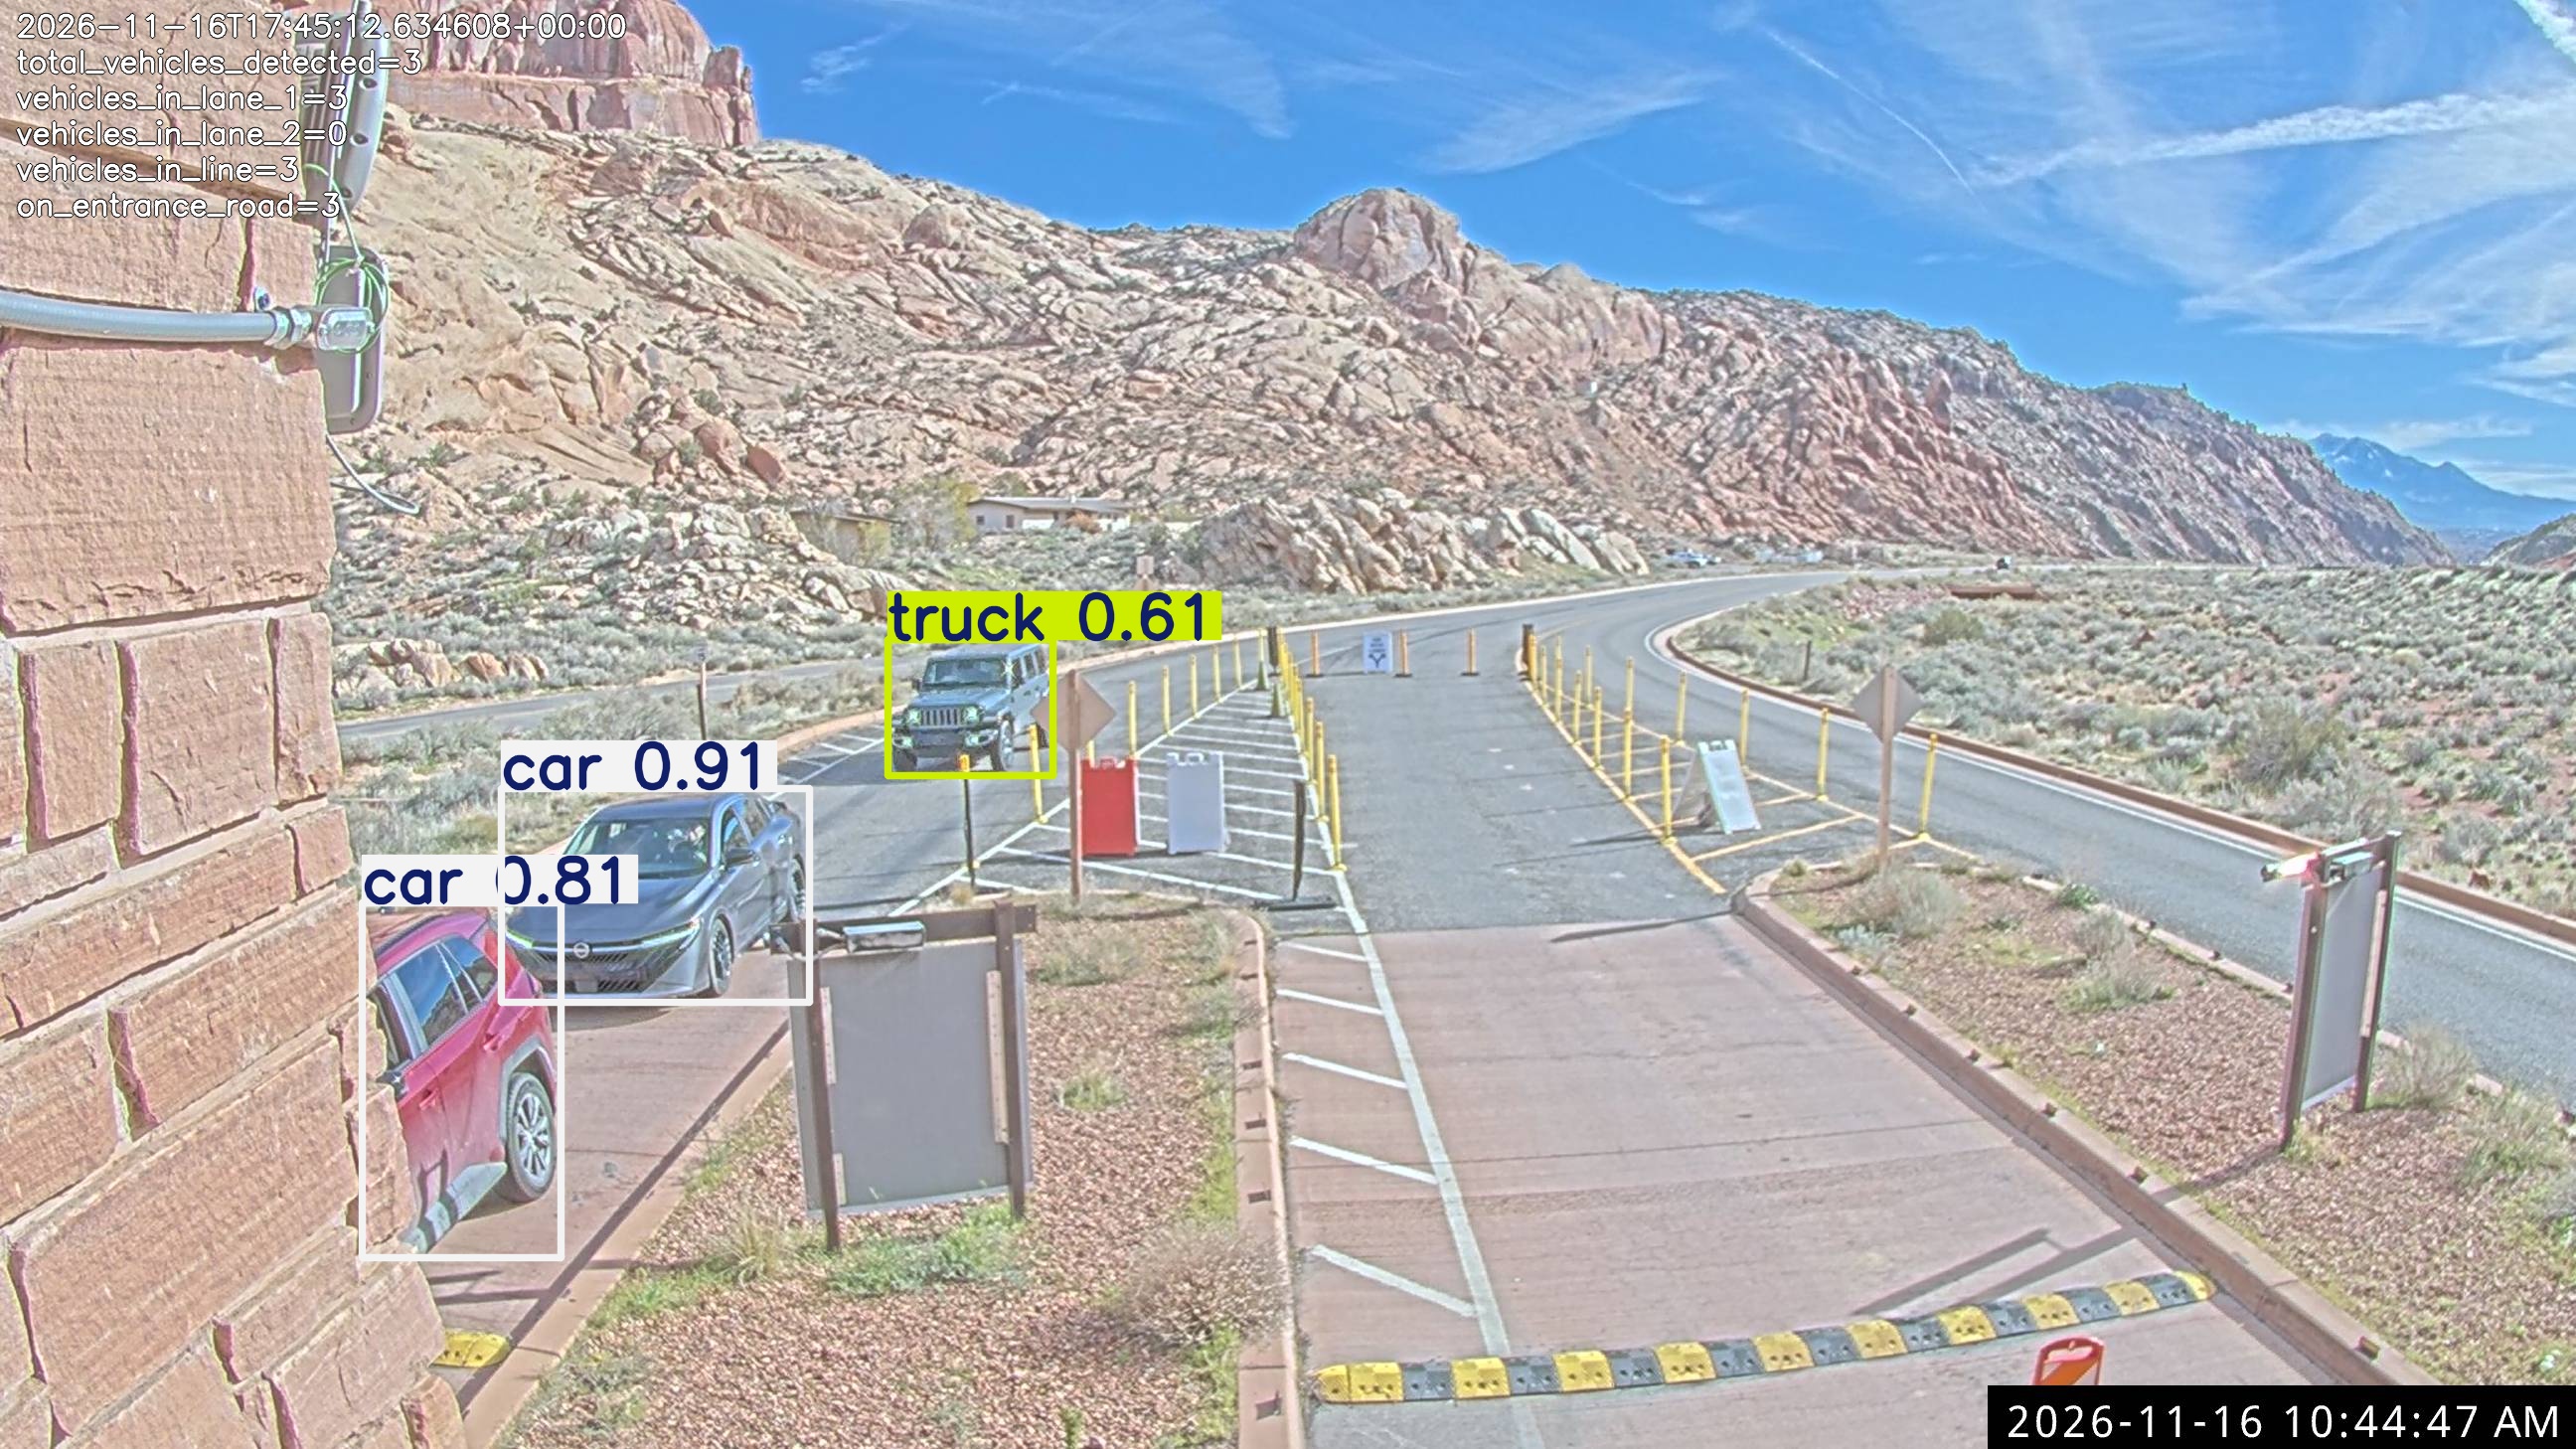 2026-11-16T17:45:12.634608+00:00
total_vehicles_detected=3
vehicles_in_lane_1=3
vehicles_in_lane_2=0
vehicles_in_line=3
on_entrance_road=3
truck 0.61
car 0.91
car 0.81
2026-11-16 10:44:47 AM